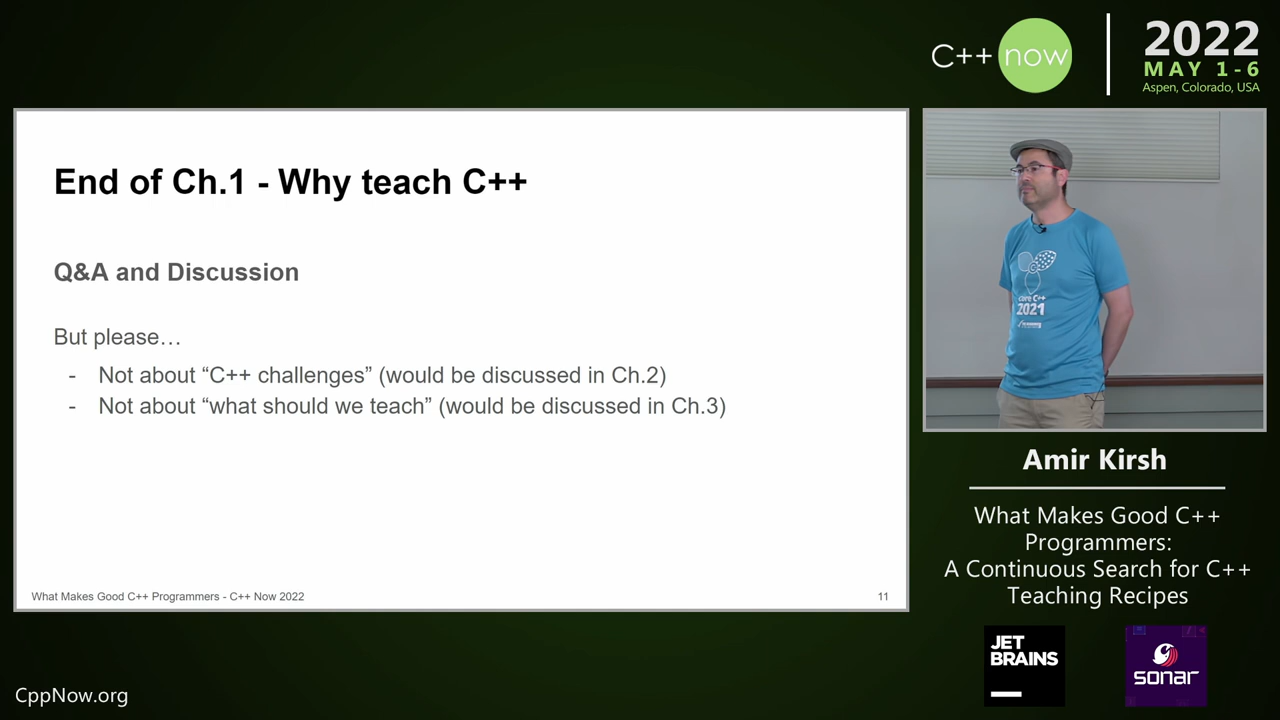 C++ now
2022
MAY 1-6
Aspen, Colorado, USA
End of Ch.1 - Why teach C++
Q&A and Discussion
But please…
- Not about “C++ challenges” (would be discussed in Ch.2)
- Not about “what should we teach” (would be discussed in Ch.3)
What Makes Good C++ Programmers - C++ Now 2022
11
core C++
2021
Amir Kirsh
What Makes Good C++
Programmers:
A Continuous Search for C++
Teaching Recipes
JET
BRAINS
sonar
CppNow.org